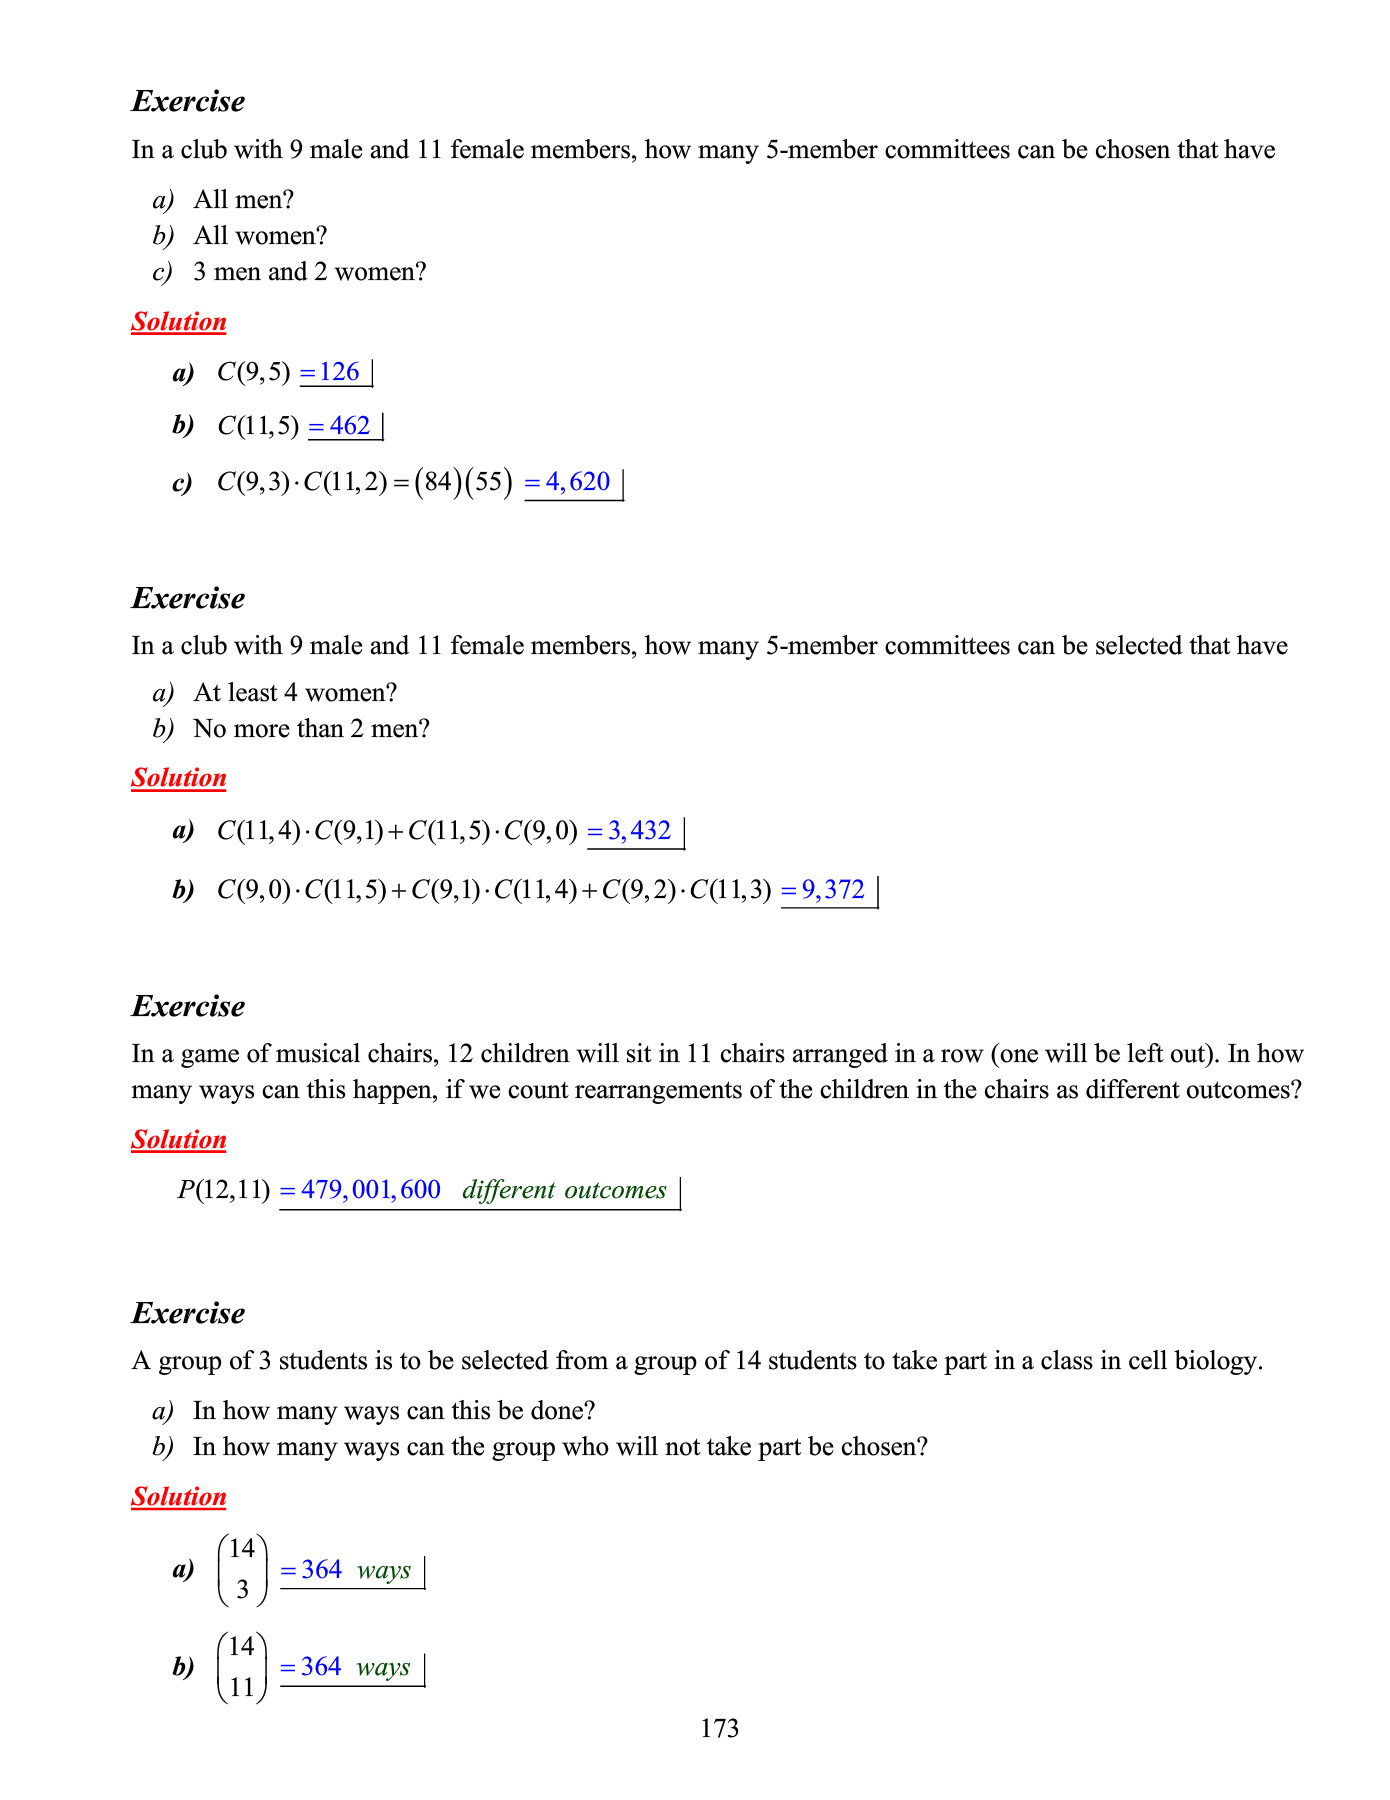 Exercise
In a club with 9 male and 11 female members, how many 5-member committees can be chosen that have
a) All men?
b) All women?
c) 3 men and 2 women?
Solution
a) C(9,5) = 126
b) C(11,5) = 462
c) C(9,3)·C(11,2) = (84)(55) = 4,620
Exercise
In a club with 9 male and 11 female members, how many 5-member committees can be selected that have
a) At least 4 women?
b) No more than 2 men?
Solution
a) C(11,4)·C(9,1)+C(11,5)·C(9,0) = 3,432
b) C(9,0)·C(11,5)+C(9,1)·C(11,4)+C(9,2)·C(11,3) = 9,372
Exercise
In a game of musical chairs, 12 children will sit in 11 chairs arranged in a row (one will be left out). In how
many ways can this happen, if we count rearrangements of the children in the chairs as different outcomes?
Solution
P(12,11) = 479,001,600 different outcomes
Exercise
A group of 3 students is to be selected from a group of 14 students to take part in a class in cell biology.
a) In how many ways can this be done?
b) In how many ways can the group who will not take part be chosen?
Solution
a) (14 3) = 364 ways
b) (14 11) = 364 ways
173